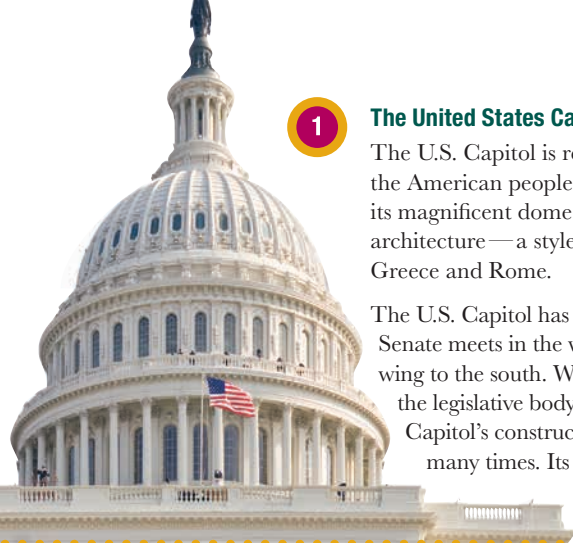 1
The United States Ca
The U.S. Capitol is r
the American people
its magnificent dome
architecture—a style
Greece and Rome.
The U.S. Capitol has
Senate meets in the w
wing to the south. W
the legislative body
Capitol's construc
many times. Its